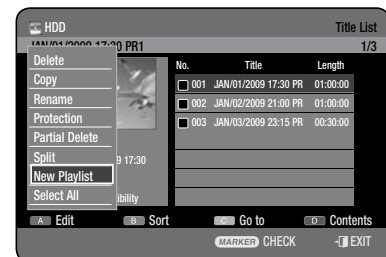 HDD Title List
JAN/01/2009 17:30 PR1 1/3
Delete
Copy
Rename
Protection
Partial Delete
Split
New Playlist
Select All
9 17:30
ibility
No. Title Length
001 JAN/01/2009 17:30 PR 01:00:00
002 JAN/02/2009 21:00 PR 01:00:00
003 JAN/03/2009 23:15 PR 00:30:00
A Edit B Sort C Go to D Contents
MARKER CHECK EXIT